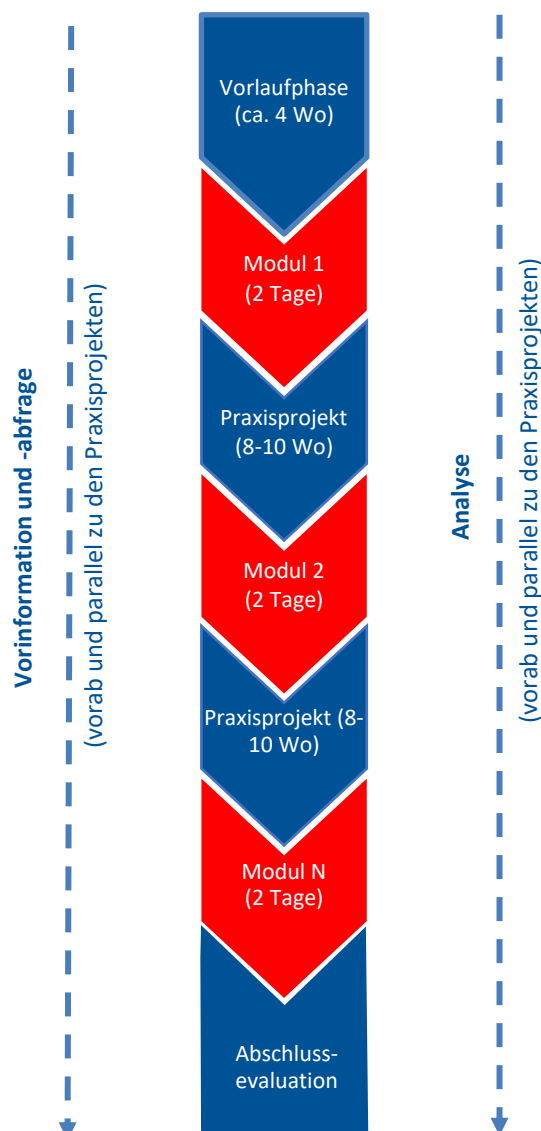 Vorlaufphase
(ca. 4 Wo)
Modul 1
(2 Tage)
Praxisprojekt
(8-10 Wo)
Modul 2
(2 Tage)
Praxisprojekt (8-
10 Wo)
Modul N
(2 Tage)
Abschluss-
evaluation
Vorinformation und -abfrage
(vorab und parallel zu den Praxisprojekten)
Analyse
(vorab und parallel zu den Praxisprojekten)